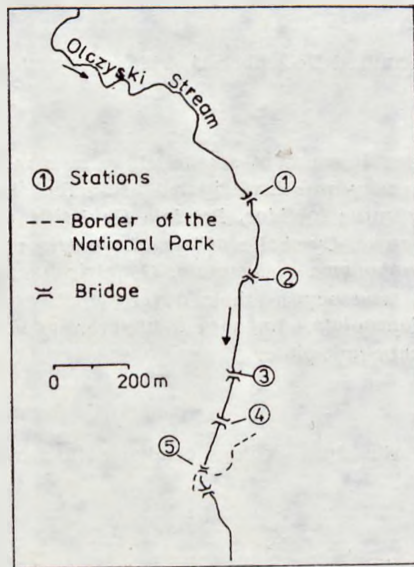 Olczyski Stream
① Stations
Border of the
National Park
Bridge
0 200m
①
②
③
④
⑤